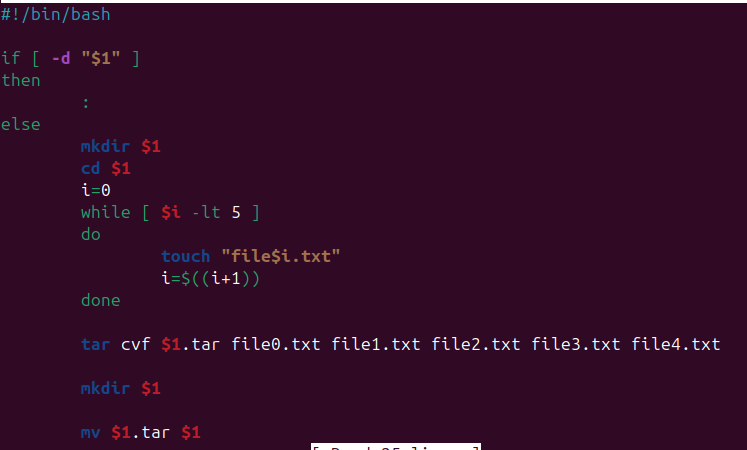 #!/bin/bash
if [ -d "$1" ]
then
:
else
mkdir $1
cd $1
i=0
while [ $i -lt 5 ]
do
touch "file$i.txt"
i=$((i+1))
done
tar cvf $1.tar file0.txt file1.txt file2.txt file3.txt file4.txt
mkdir $1
mv $1.tar $1